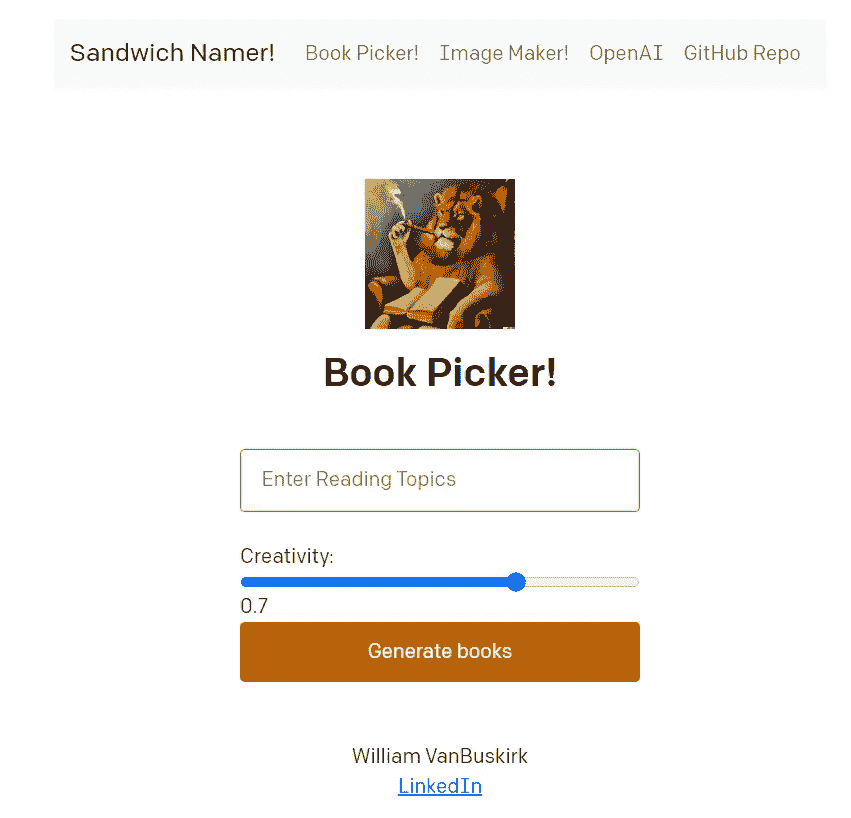 Sandwich Namer! Book Picker! Image Maker! OpenAI GitHub Repo
Book Picker!
Enter Reading Topics
Creativity:
0.7
Generate books
William VanBuskirk
LinkedIn